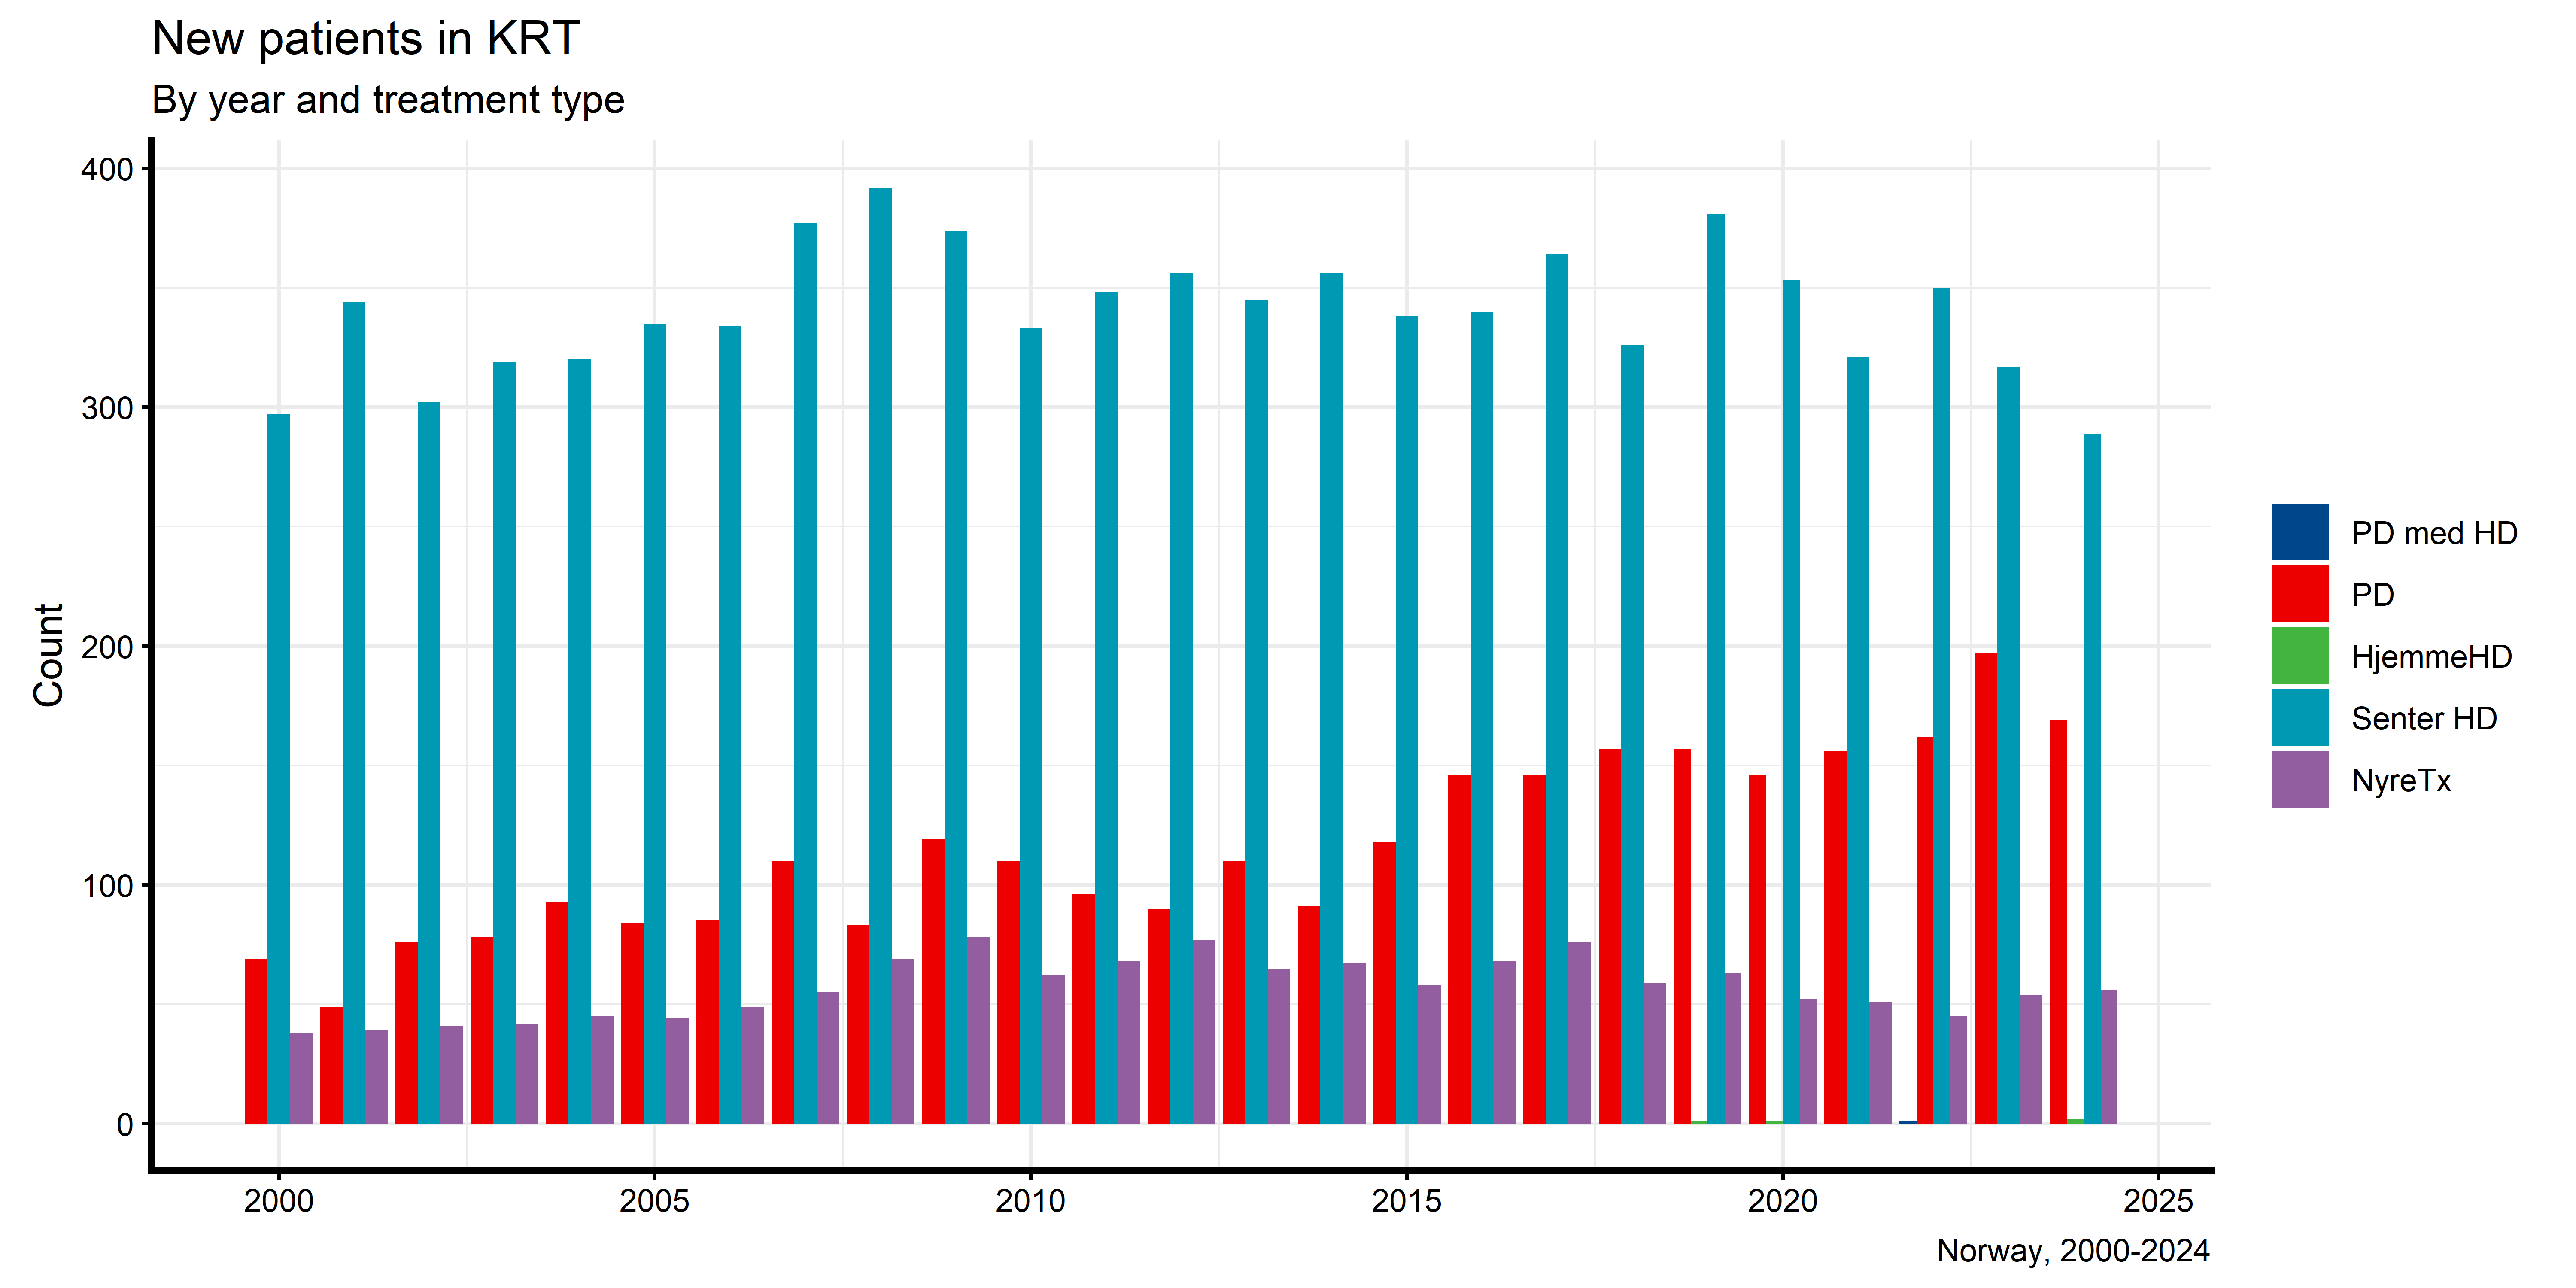 New patients in KRT
By year and treatment type
Count
400
300
200
100
0
2000 2005 2010 2015 2020 2025
PD med HD
PD
HjemmeHD
Senter HD
NyreTx
Norway, 2000-2024